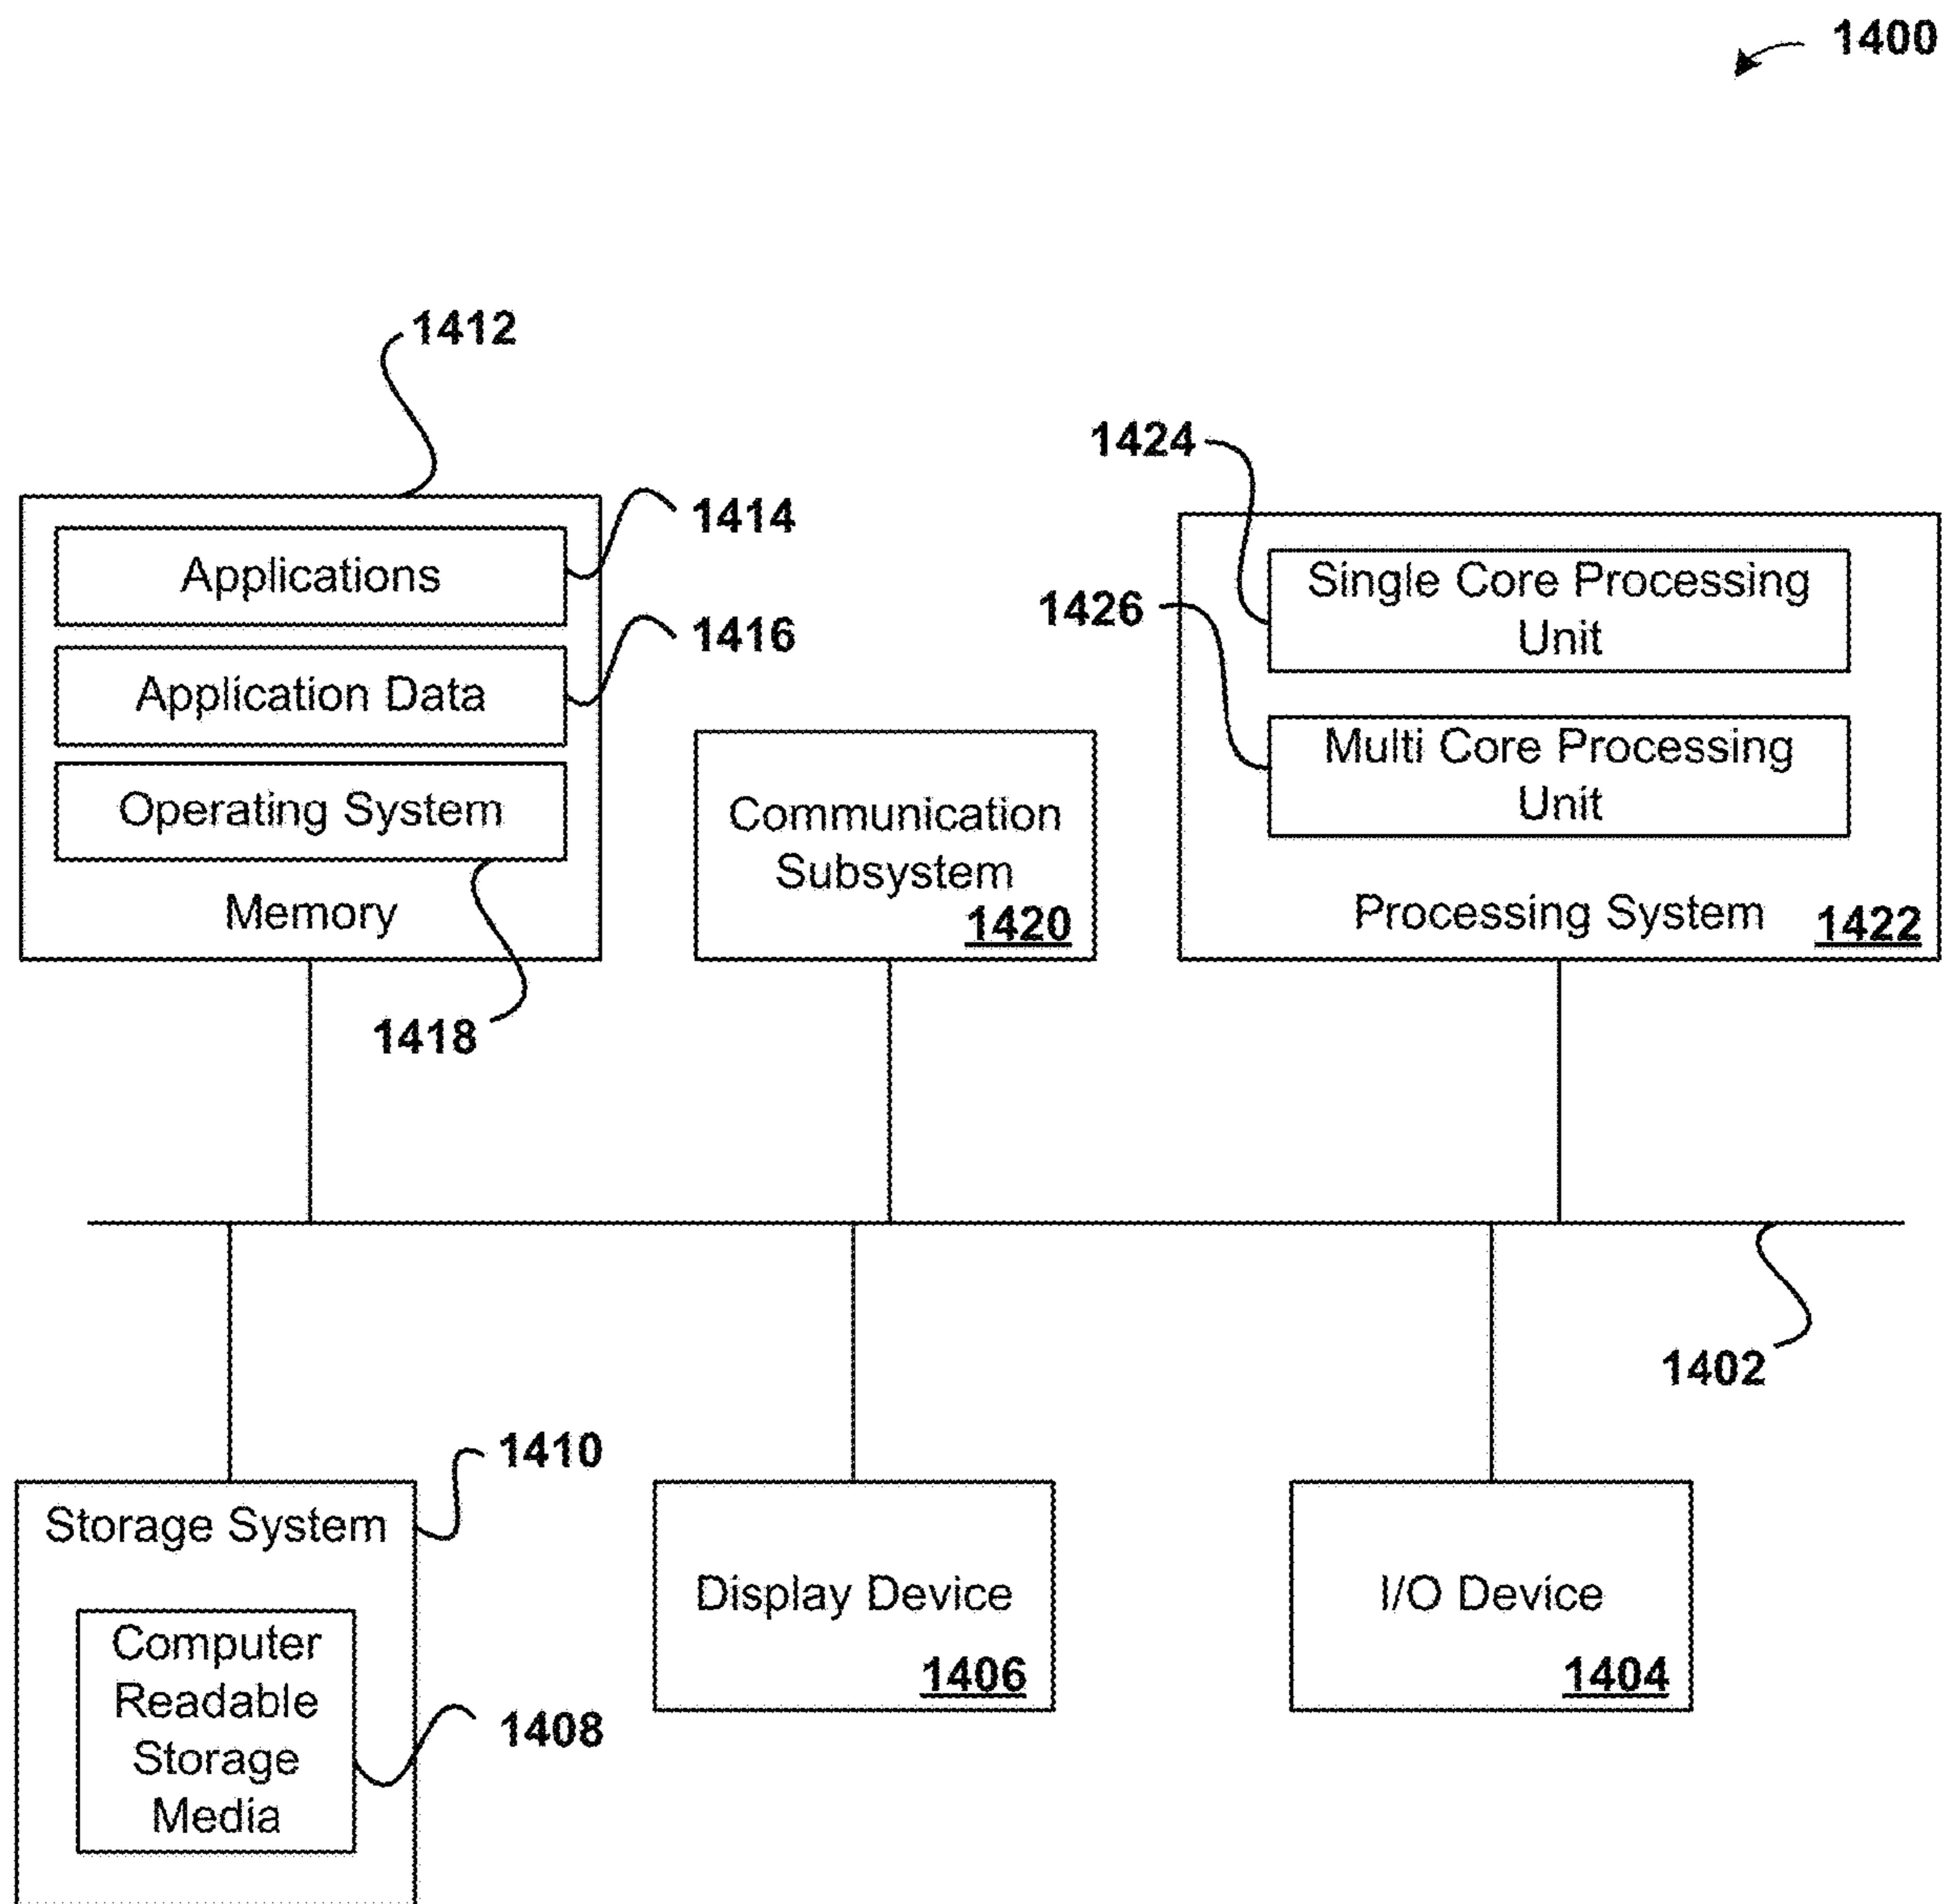 1400
1412
1424
1414
Applications
Single Core Processing
Unit
1426
1416
Application Data
Multi Core Processing
Unit
Operating System
Communication
Subsystem
1420
Memory
Processing System
1422
1418
1402
1410
Storage System
Computer
Readable
Storage
Media
1408
Display Device
1406
I/O Device
1404